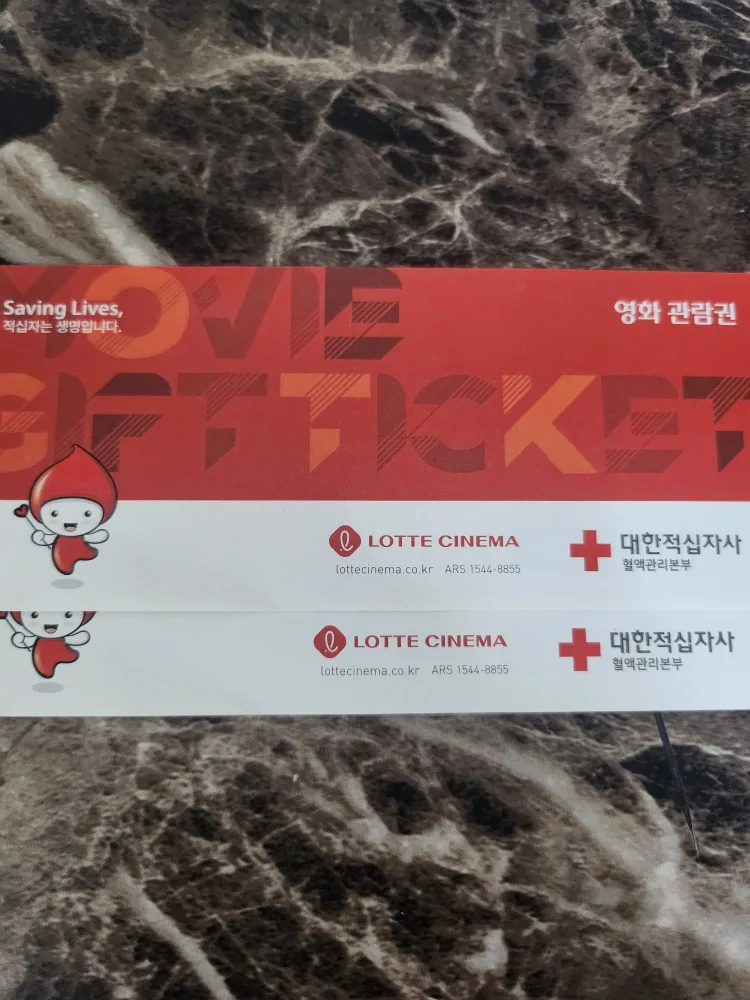 Saving Lives,
적십자는 생명입니다.
영화 관람권
MOVIE
GIFT TICKET
LOTTE CINEMA
lottecinema.co.kr ARS 1544-8855
대한적십자사
혈액관리본부
LOTTE CINEMA
lottecinema.co.kr ARS 1544-8855
대한적십자사
혈액관리본부